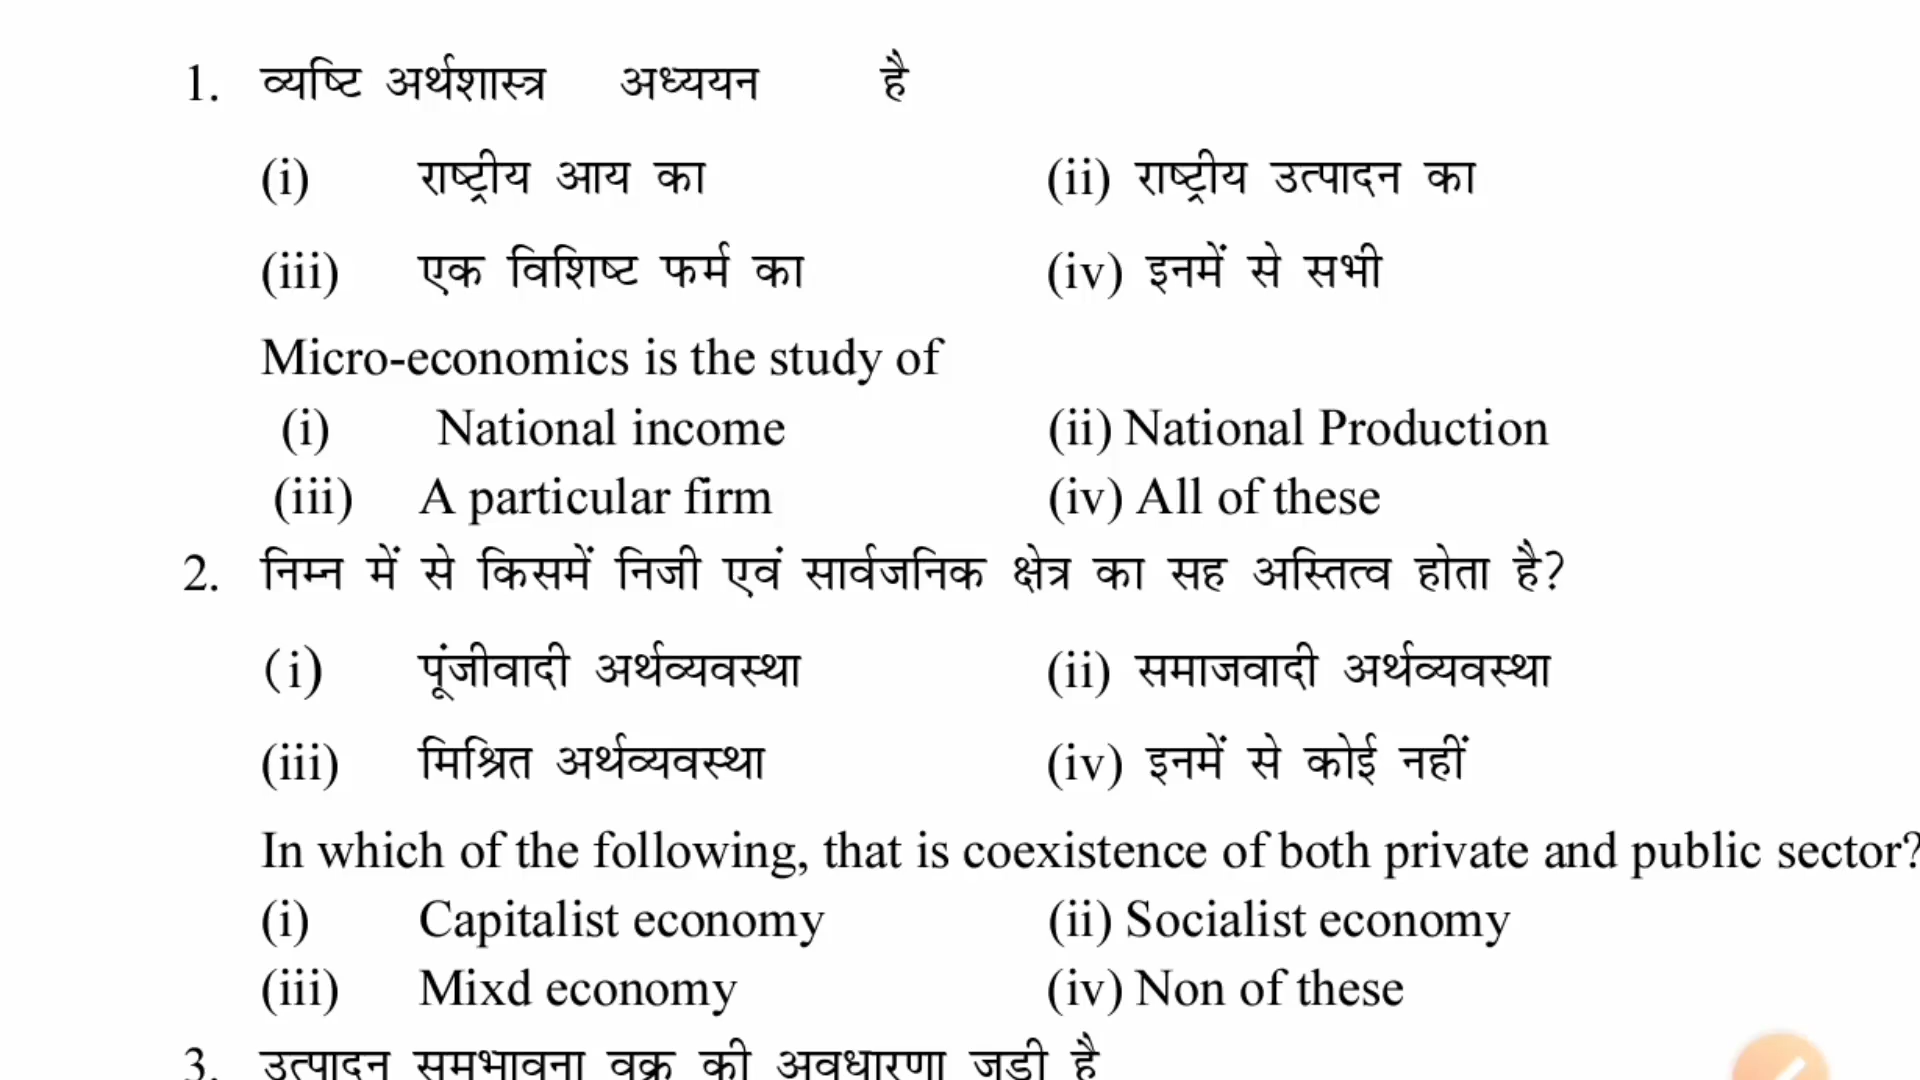 1. व्यष्टि अर्थशास्त्र अध्ययन है
(i) राष्ट्रीय आय का (ii) राष्ट्रीय उत्पादन का
(iii) एक विशिष्ट फर्म का (iv) इनमें से सभी
Micro-economics is the study of
(i) National income (ii) National Production
(iii) A particular firm (iv) All of these
2. निम्न में से किसमें निजी एवं सार्वजनिक क्षेत्र का सह अस्तित्व होता है?
(i) पूंजीवादी अर्थव्यवस्था (ii) समाजवादी अर्थव्यवस्था
(iii) मिश्रित अर्थव्यवस्था (iv) इनमें से कोई नहीं
In which of the following, that is coexistence of both private and public sector?
(i) Capitalist economy (ii) Socialist economy
(iii) Mixd economy (iv) Non of these
3. उत्पादन समभावना वक्र की अवधारणा जुड़ी है